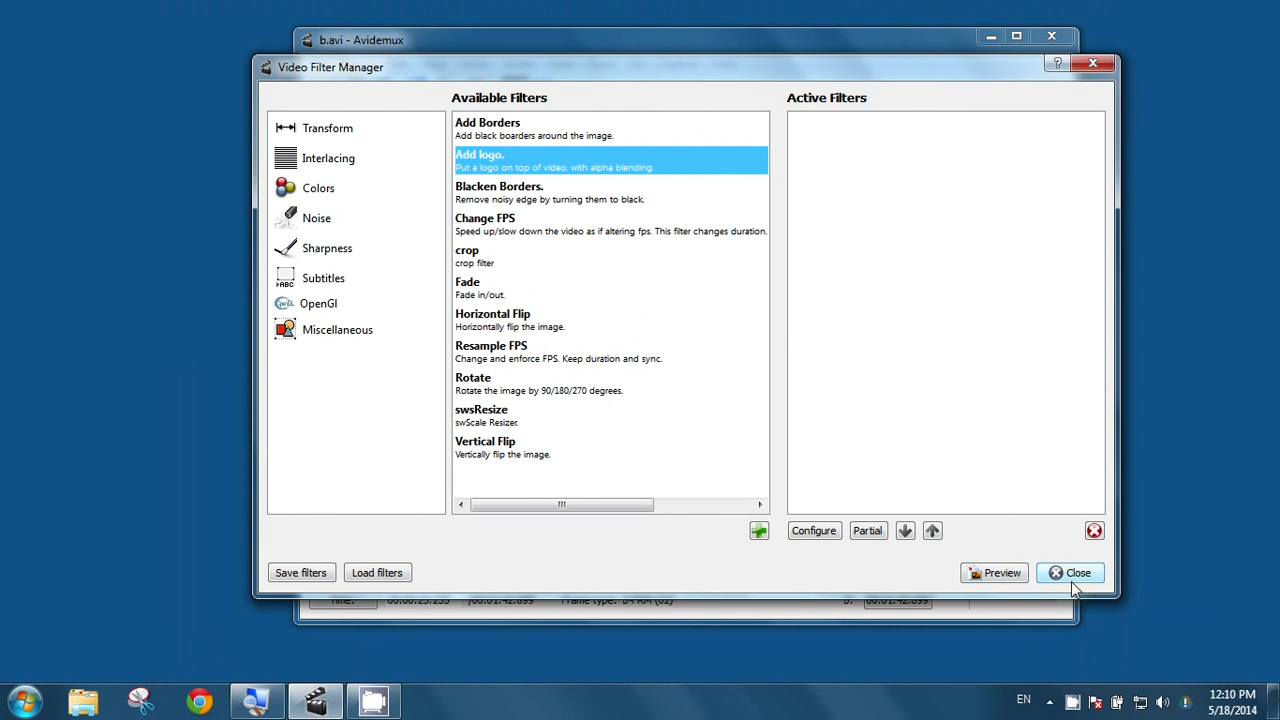 b.avi - Avidemux
Video Filter Manager
Available Filters
Active Filters
Transform
Interlacing
Colors
Noise
Sharpness
Subtitles
OpenGl
Miscellaneous
Add Borders
Add black boarders around the image.
Add logo.
Put a logo on top of video, with alpha blending.
Blacken Borders.
Remove noisy edge by turning them to black.
Change FPS
Speed up/slow down the video as if altering fps. This filter changes duration.
crop
crop filter
Fade
Fade in/out.
Horizontal Flip
Horizontally flip the image.
Resample FPS
Change and enforce FPS. Keep duration and sync.
Rotate
Rotate the image by 90/180/270 degrees.
swsResize
swScale Resizer.
Vertical Flip
Vertically flip the image.
Configure
Partial
Save filters
Load filters
Preview
Close
EN
12:10 PM
5/18/2014